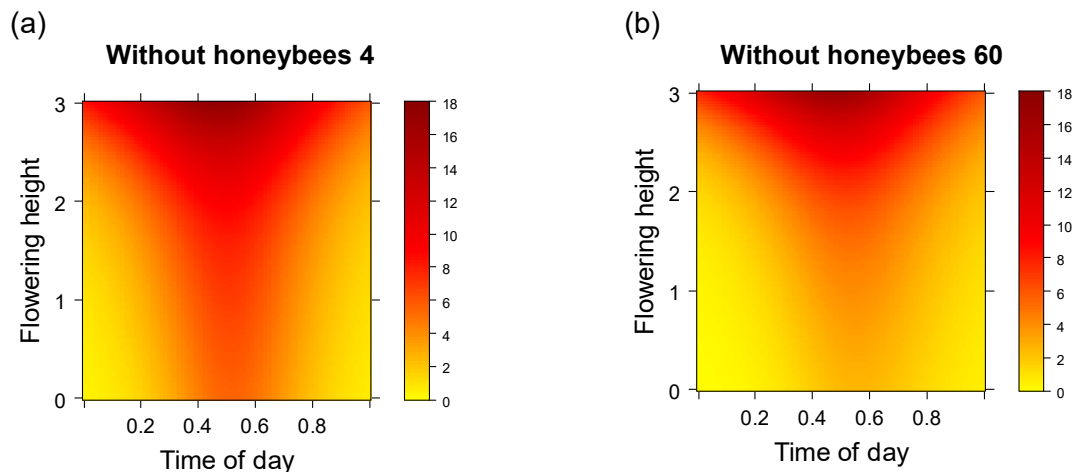 (a)
Without honeybees 4
3
2
1
0
Flowering height
0.2 0.4 0.6 0.8
Time of day
18
16
14
12
10
8
6
4
2
0
(b)
Without honeybees 60
3
2
1
0
Flowering height
0.2 0.4 0.6 0.8
Time of day
18
16
14
12
10
8
6
4
2
0